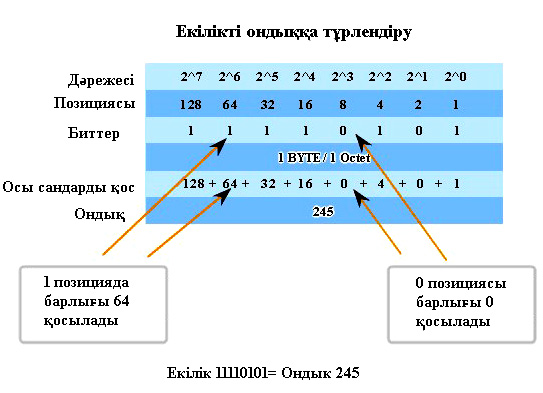 Екілікті ондыққа түрлендіру
Дәрежесі 2^7 2^6 2^5 2^4 2^3 2^2 2^1 2^0
Позициясы 128 64 32 16 8 4 2 1
Биттер 1 1 1 1 0 1 0 1
1 BYTE / 1 Octet
Осы сандарды қос 128 + 64 + 32 + 16 + 0 + 4 + 0 + 1
Ондық 245
1 позицияда
барлығы 64
қосылады
0 позициясы
барлығы 0
қосылады
Екілік 11110101= Ондык 245